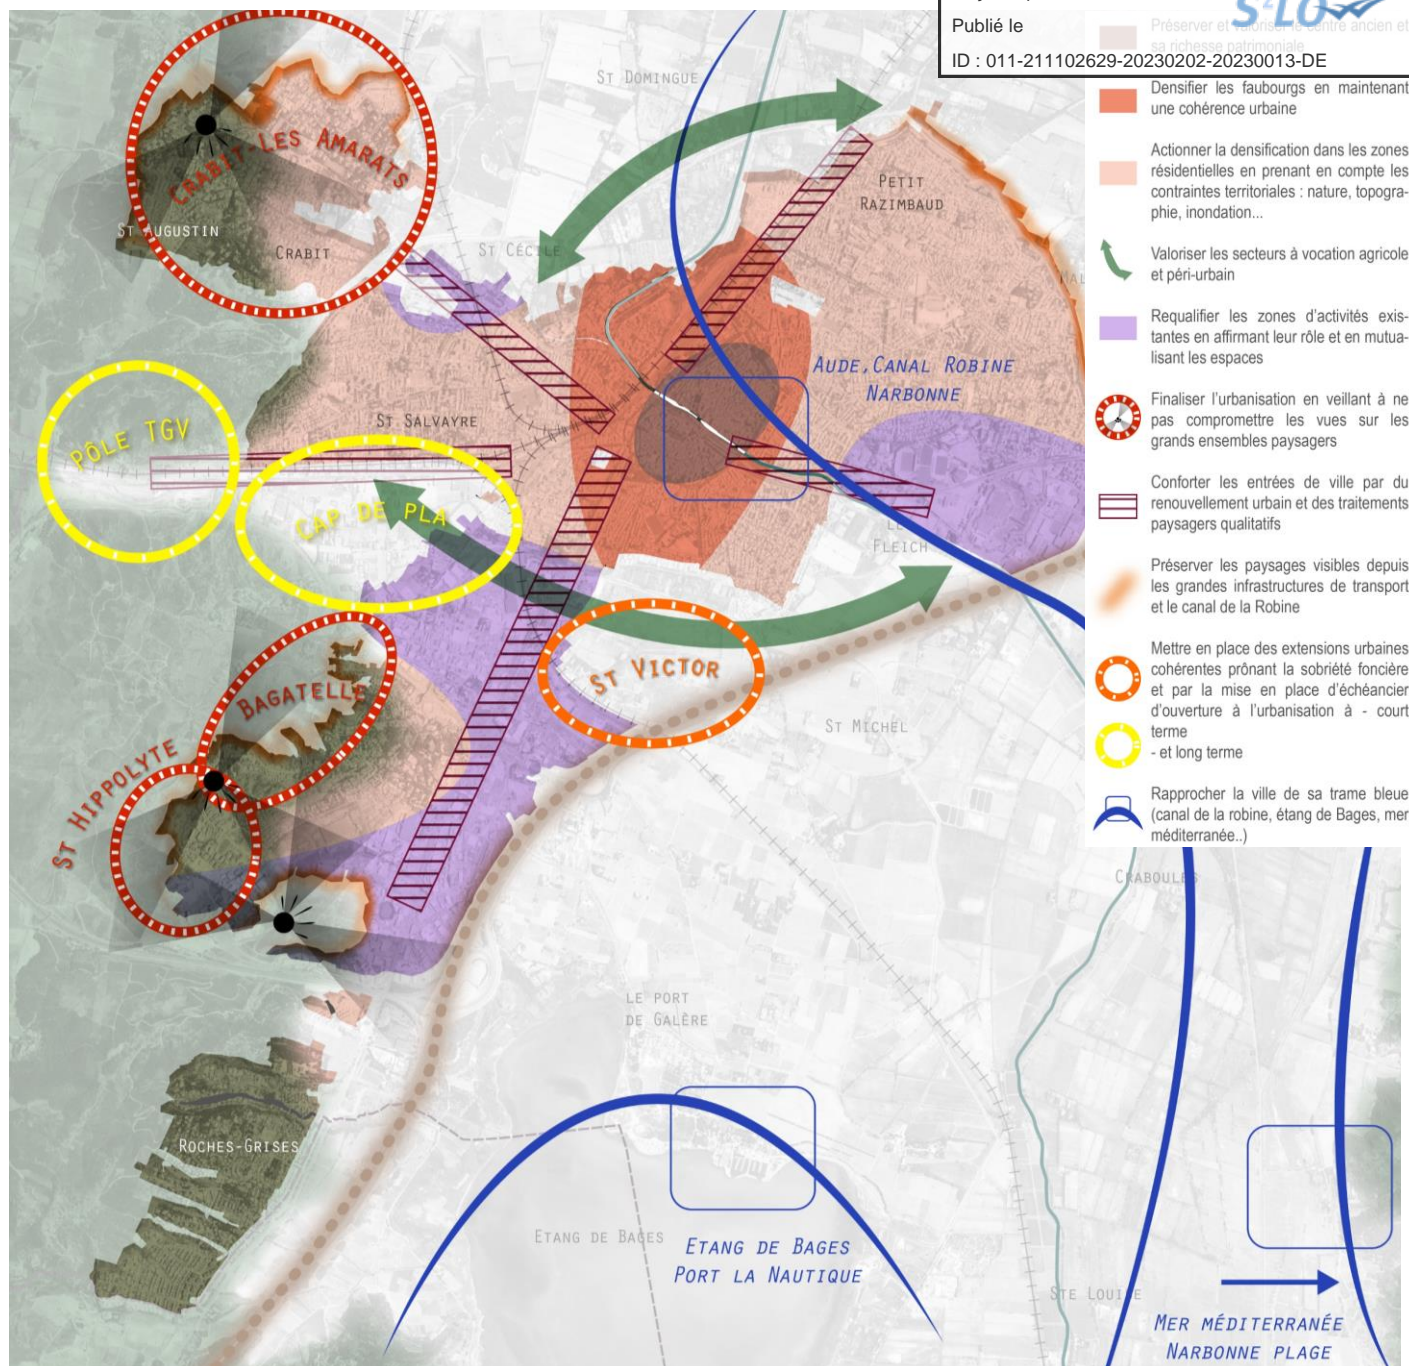 Publié le
S²LO
ID : 011-211102629-20230202-20230013-DE
Préserver et valoriser le centre ancien et
sa richesse patrimoniale
Densifier les faubourgs en maintenant
une cohérence urbaine
Actionner la densification dans les zones
résidentielles en prenant en compte les
contraintes territoriales : nature, topogra-
phie, inondation...
Valoriser les secteurs à vocation agricole
et péri-urbain
Requalifier les zones d'activités exis-
tantes en affirmant leur rôle et en mutua-
lisant les espaces
Finaliser l'urbanisation en veillant à ne
pas compromettre les vues sur les
grands ensembles paysagers
Conforter les entrées de ville par du
renouvellement urbain et des traitements
paysagers qualitatifs
Préserver les paysages visibles depuis
les grandes infrastructures de transport
et le canal de la Robine
Mettre en place des extensions urbaines
cohérentes prônant la sobriété foncière
et par la mise en place d'échéancier
d'ouverture à l'urbanisation à - court
terme
- et long terme
Rapprocher la ville de sa trame bleue
(canal de la robine, étang de Bages, mer
méditerranée..)
ST DOMINGUE
CRABIT-LES AMARATS
PETIT
RAZIMBAUD
ST AUGUSTIN
CRABIT
ST CÉCILE
MAL
AUDE,CANAL ROBINE
NARBONNE
ST SALVAYRE
PÔLE TGV
CAP DE PLA
LE
FLEICH
ST VICTOR
BAGATELLE
ST MICHEL
ST HIPPOLYTE
CRABOULES
LE PORT
DE GALÈRE
ROCHES-GRISES
ETANG DE BAGES
ETANG DE BAGES
PORT LA NAUTIQUE
STE LOUISE
MER MÉDITERRANÉE
NARBONNE PLAGE